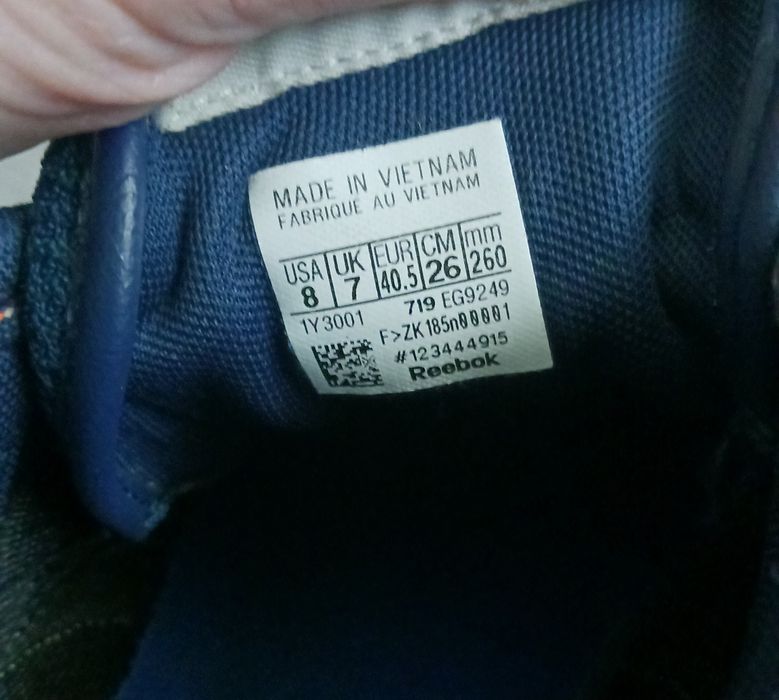 MADE IN VIETNAM
FABRIQUE AU VIETNAM
USA UK EUR CM mm
8 7 40.5 26 260
1Y3001 719 EG9249
F>ZK185n00001
#123444915
Reebok